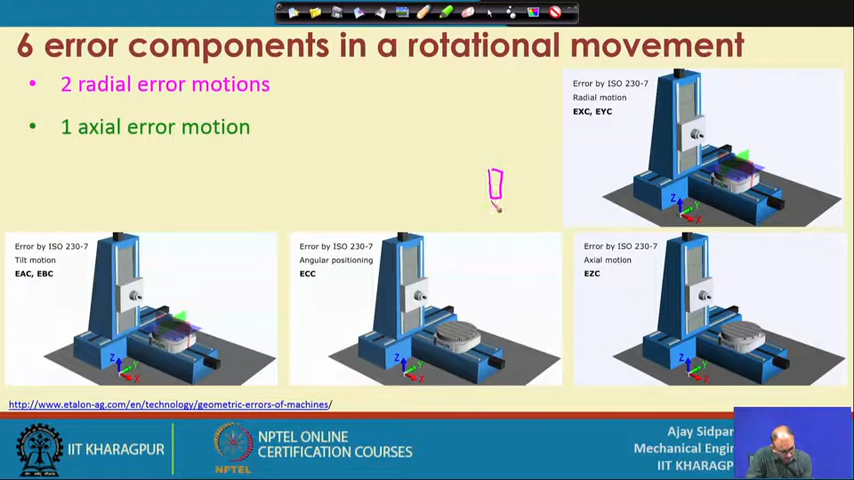 6 error components in a rotational movement
• 2 radial error motions
• 1 axial error motion
Error by ISO 230-7
Radial motion
EXC, EYC
Z
Y
X
Error by ISO 230-7
Tilt motion
EAC, EBC
Z
Y
X
Error by ISO 230-7
Angular positioning
ECC
Z
Y
X
Error by ISO 230-7
Axial motion
EZC
Z
Y
X
http://www.etalon-ag.com/en/technology/geometric-errors-of-machines/
IIT KHARAGPUR
NPTEL
NPTEL ONLINE
CERTIFICATION COURSES
Ajay Sidpar
Mechanical Engin
IIT KHARAGP